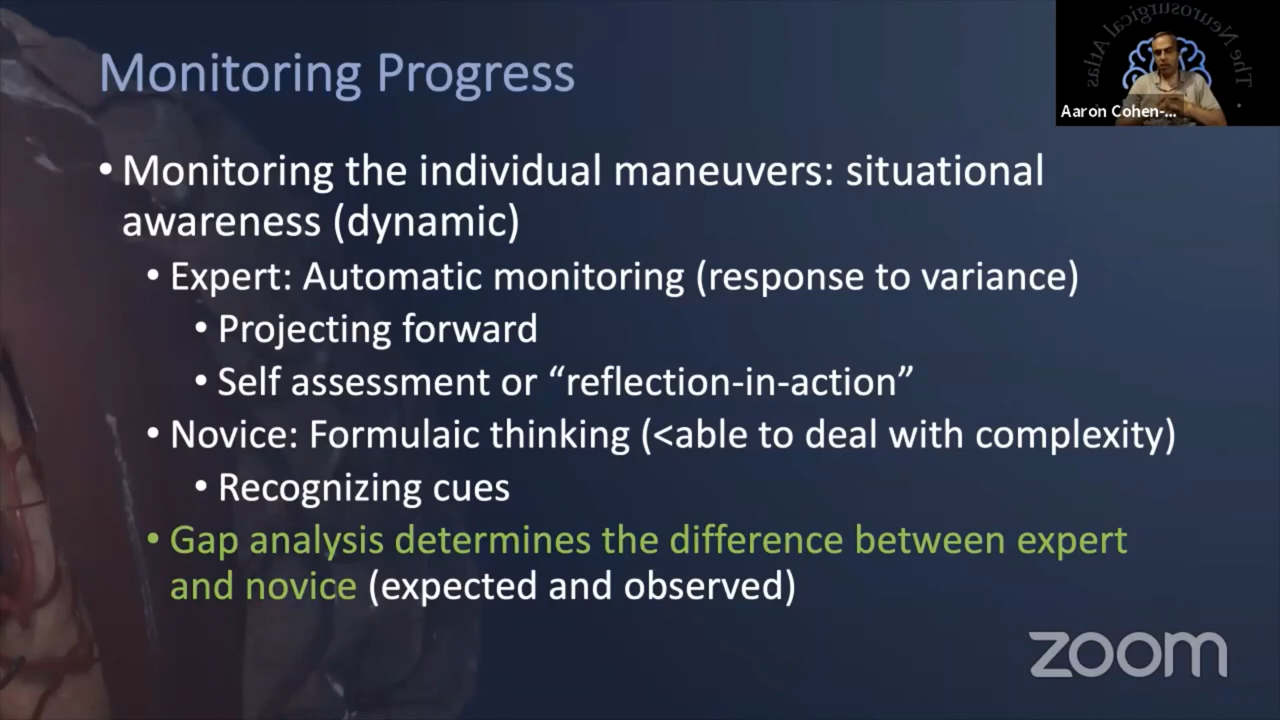 Monitoring Progress
• Monitoring the individual maneuvers: situational
awareness (dynamic)
• Expert: Automatic monitoring (response to variance)
• Projecting forward
• Self assessment or “reflection-in-action”
• Novice: Formulaic thinking (<able to deal with complexity)
• Recognizing cues
• Gap analysis determines the difference between expert
and novice (expected and observed)
The Neurosurgical Atlas
Aaron Cohen-...
zoom